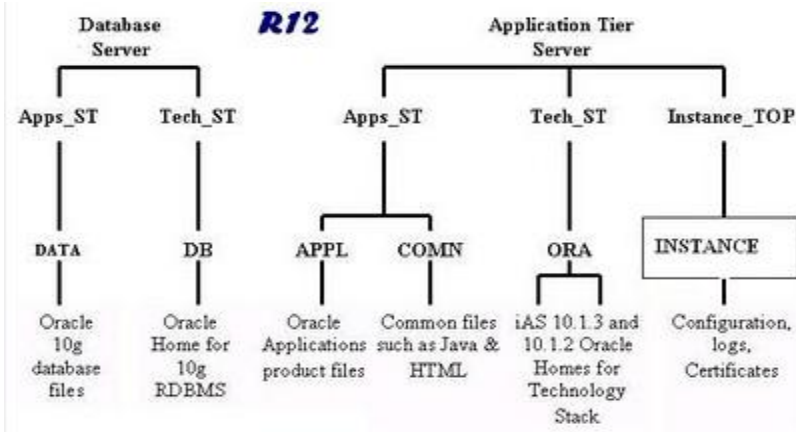 R12
Database
Server
Application Tier
Server
Apps_ST
Tech_ST
Apps_ST
Tech_ST
Instance_TOP
DATA
DB
APPL
COMN
ORA
INSTANCE
Oracle
10g
database
files
Oracle
Home for
10g
RDBMS
Oracle
Applications
product files
Common files
such as Java &
HTML
iAS 10.1.3 and
10.1.2 Oracle
Homes for
Technology
Stack
Configuration,
logs,
Certificates